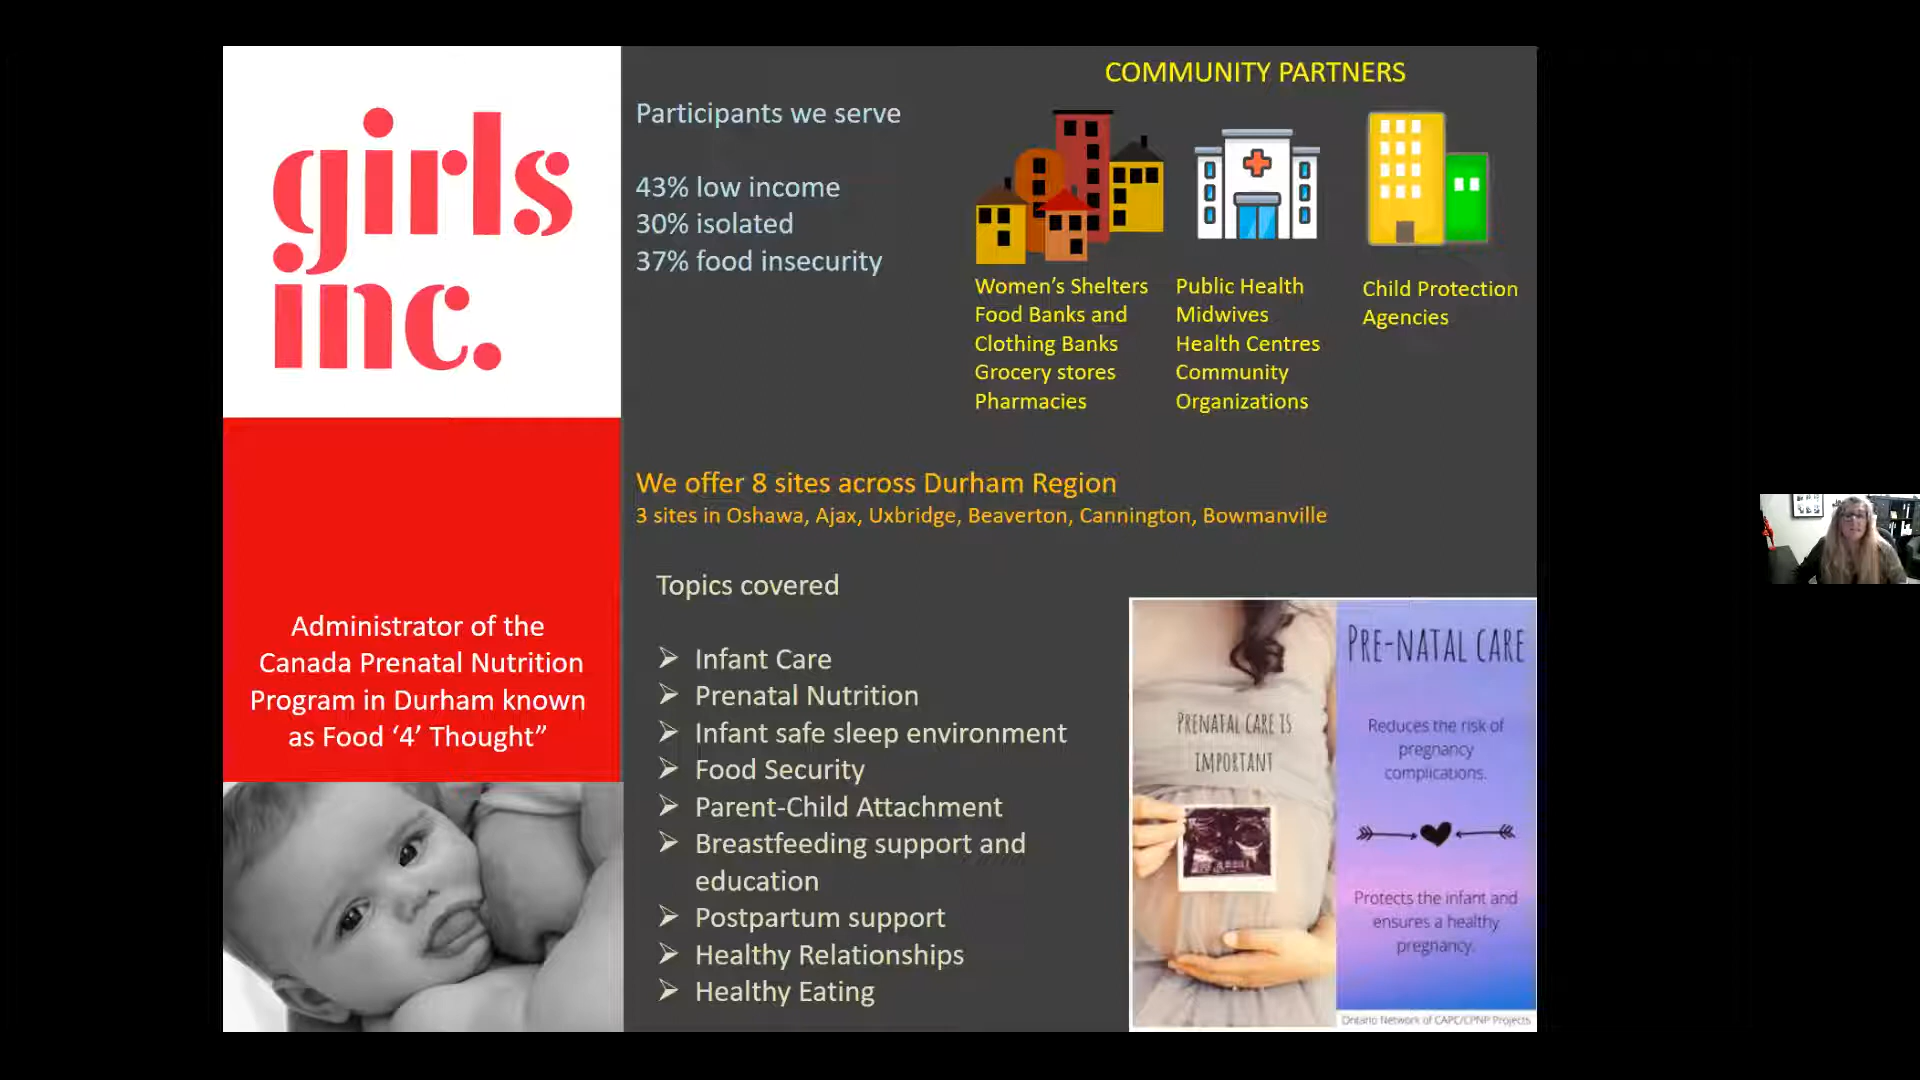 girls
inc.
Administrator of the
Canada Prenatal Nutrition
Program in Durham known
as Food ‘4’ Thought”
Participants we serve
43% low income
30% isolated
37% food insecurity
COMMUNITY PARTNERS
Women’s Shelters
Food Banks and
Clothing Banks
Grocery stores
Pharmacies
Public Health
Midwives
Health Centres
Community
Organizations
Child Protection
Agencies
We offer 8 sites across Durham Region
3 sites in Oshawa, Ajax, Uxbridge, Beaverton, Cannington, Bowmanville
Topics covered
Infant Care
Prenatal Nutrition
Infant safe sleep environment
Food Security
Parent-Child Attachment
Breastfeeding support and
education
Postpartum support
Healthy Relationships
Healthy Eating
PRENATAL CARE IS
IMPORTANT
PRE-NATAL CARE
Reduces the risk of
pregnancy
complications.
Protects the infant and
ensures a healthy
pregnancy.
Ontario Network of CAPC/CPNP Projects